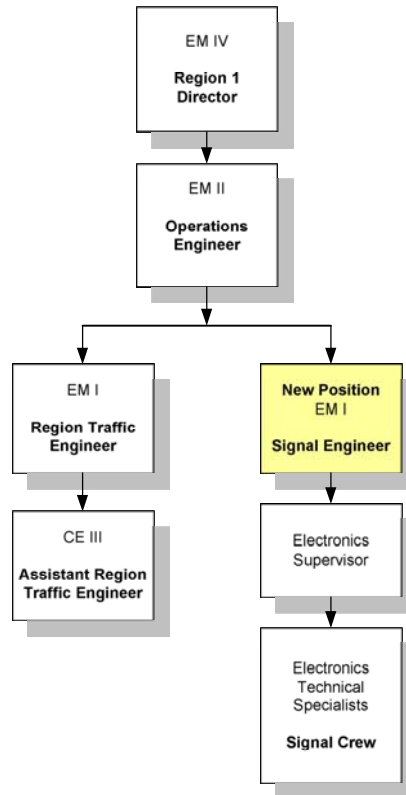 EM IV
Region 1
Director
EM II
Operations
Engineer
EM I
Region Traffic
Engineer
New Position
EM I
Signal Engineer
CE III
Assistant Region
Traffic Engineer
Electronics
Supervisor
Electronics
Technical
Specialists
Signal Crew